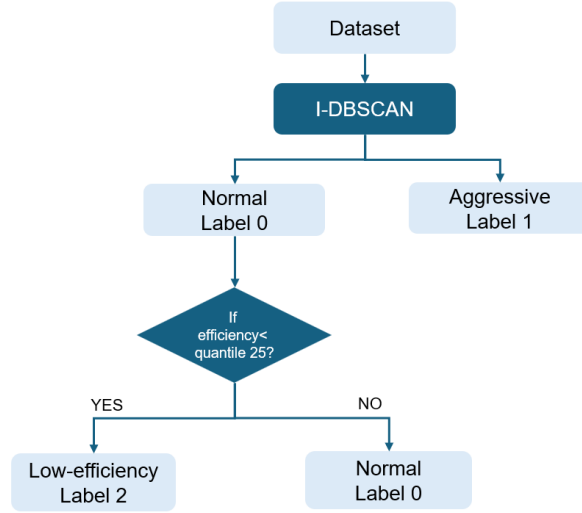 Dataset
I-DBSCAN
Normal
Label 0
Aggressive
Label 1
If
efficiency<
quantile 25?
YES
NO
Low-efficiency
Label 2
Normal
Label 0